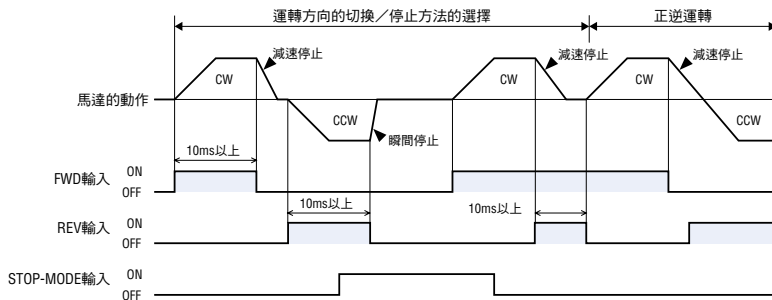 運轉方向的切換／停止方法的選擇
正逆運轉
減速停止
減速停止
減速停止
CW
CW
CW
馬達的動作
CCW
CCW
瞬間停止
10ms以上
FWD輸入
ON
OFF
10ms以上
10ms以上
REV輸入
ON
OFF
STOP-MODE輸入
ON
OFF